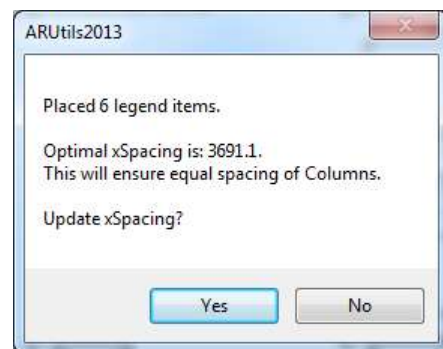 ARUtils2013
Placed 6 legend items.
Optimal xSpacing is: 3691.1.
This will ensure equal spacing of Columns.
Update xSpacing?
Yes
No